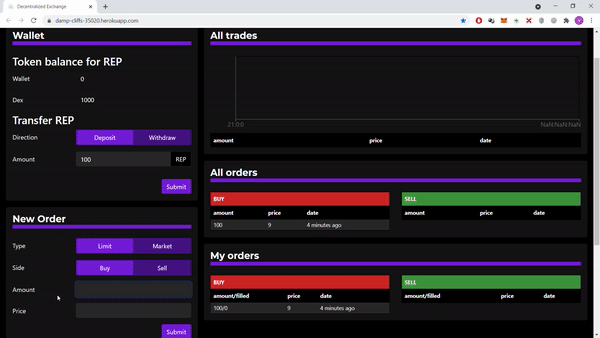 Decentralized Exchange
damp-cliffs-35020.herokuapp.com
Wallet
Token balance for REP
Wallet 0
Dex 1000
Transfer REP
Direction Deposit Withdraw
Amount 100 REP
Submit
New Order
Type Limit Market
Side Buy Sell
Amount
Price
Submit
All trades
21:0:0 NaN:NaN:NaN
amount price date
All orders
BUY
amount price date
100 9 4 minutes ago
SELL
amount price date
My orders
BUY
amount/filled price date
100/0 9 4 minutes ago
SELL
amount/filled price date